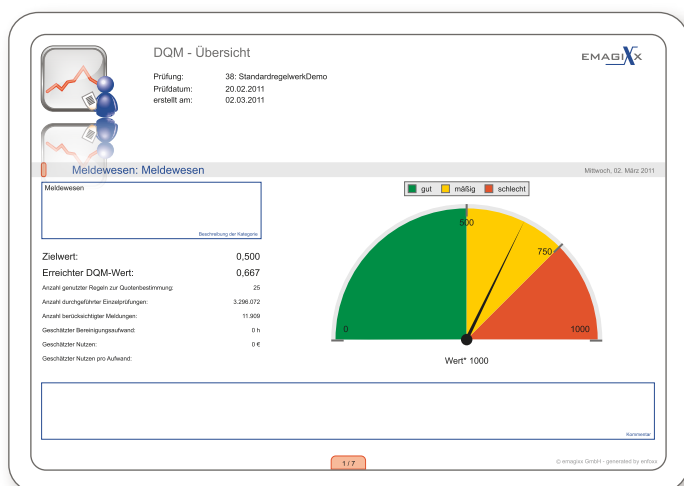 DQM - Übersicht
EMAGIXX
Prüfung: 38: StandardregelwerkDemo
Prüfdatum: 20.02.2011
erstellt am: 02.03.2011
Meldewesen: Meldewesen
Mittwoch, 02. März 2011
Meldewesen
Beschreibung der Kategorie
gut mäßig schlecht
500
750
0
1000
Wert* 1000
Zielwert: 0,500
Erreichter DQM-Wert: 0,667
Anzahl genutzter Regeln zur Quotenbestimmung: 25
Anzahl durchgeführter Einzelprüfungen: 3.296.072
Anzahl berücksichtigter Meldungen: 11.909
Geschätzter Bereinigungsaufwand: 0 h
Geschätzter Nutzen: 0 €
Geschätzter Nutzen pro Aufwand:
Kommentar
1 / 7
© emagixx GmbH - generated by enfoxx